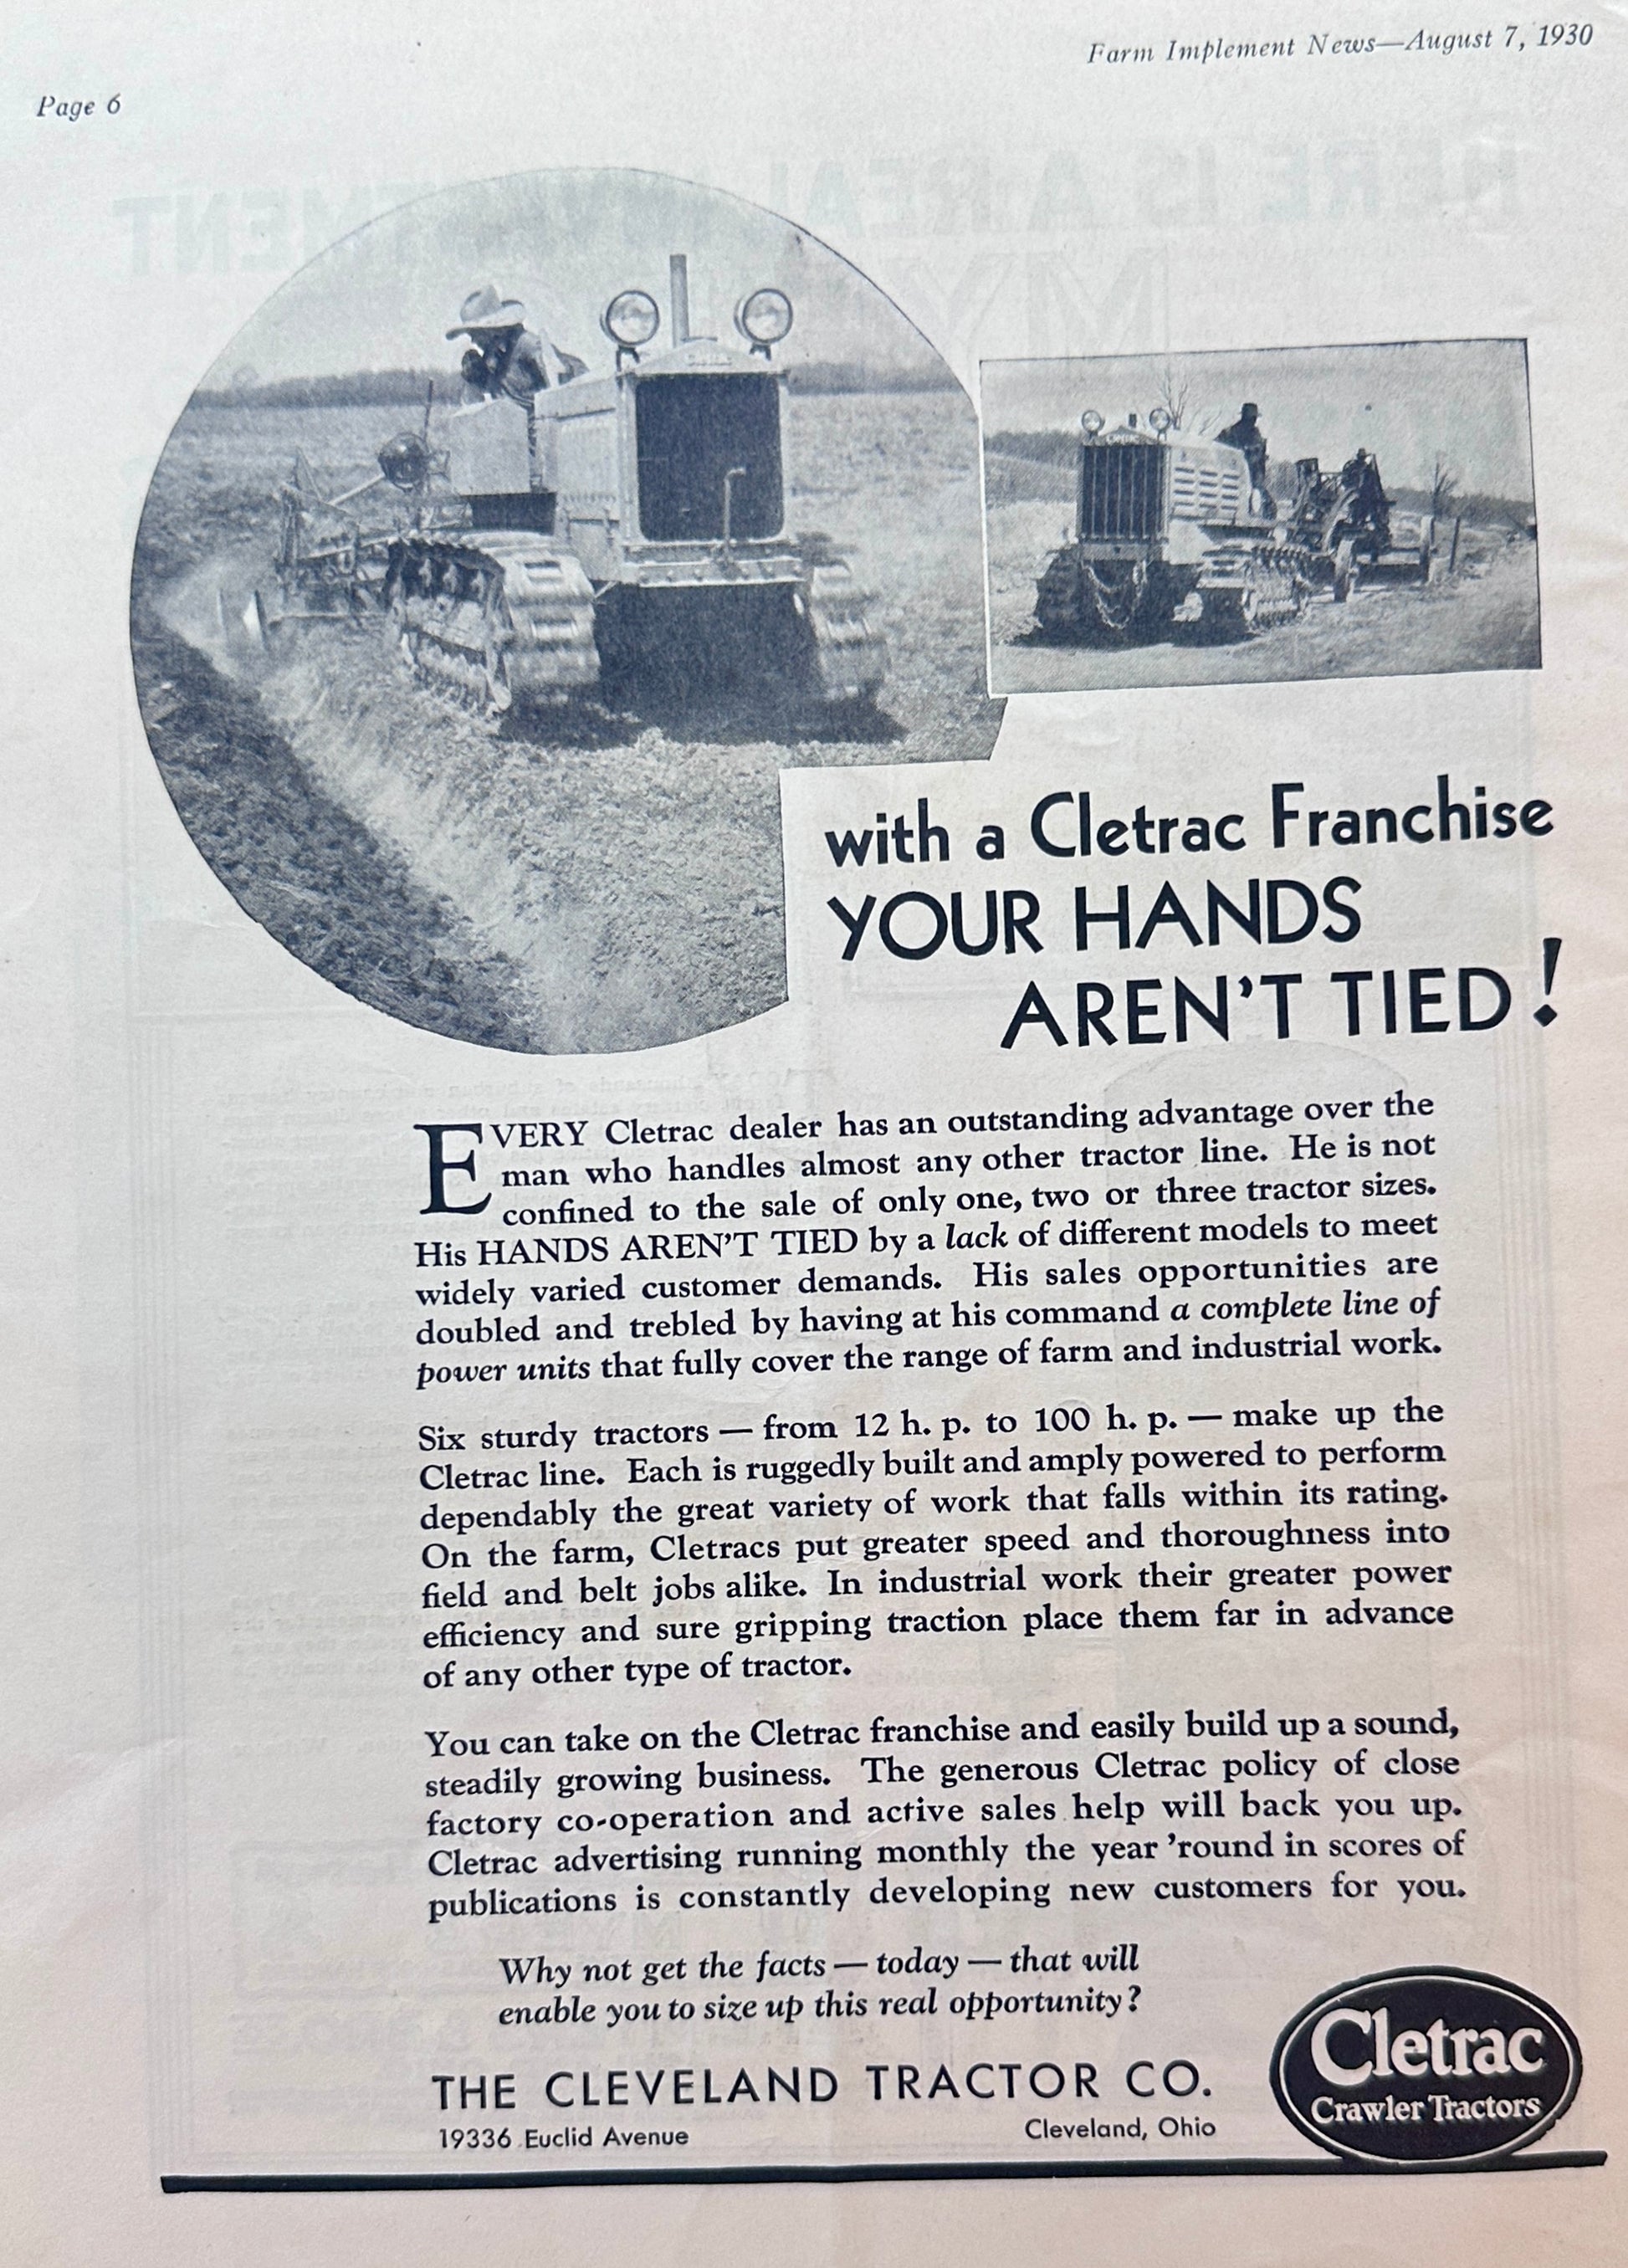 Farm Implement News—August 7, 1930
Page 6
with a Cletrac Franchise
YOUR HANDS
AREN'T TIED!
EVERY Cletrac dealer has an outstanding advantage over the
man who handles almost any other tractor line. He is not
confined to the sale of only one, two or three tractor sizes.
His HANDS AREN'T TIED by a lack of different models to meet
widely varied customer demands. His sales opportunities are
doubled and trebled by having at his command a complete line of
power units that fully cover the range of farm and industrial work.
Six sturdy tractors — from 12 h. p. to 100 h. p. — make up the
Cletrac line. Each is ruggedly built and amply powered to perform
dependably the great variety of work that falls within its rating.
On the farm, Cletracs put greater speed and thoroughness into
field and belt jobs alike. In industrial work their greater power
efficiency and sure gripping traction place them far in advance
of any other type of tractor.
You can take on the Cletrac franchise and easily build up a sound,
steadily growing business. The generous Cletrac policy of close
factory co-operation and active sales help will back you up.
Cletrac advertising running monthly the year 'round in scores of
publications is constantly developing new customers for you.
Why not get the facts — today — that will
enable you to size up this real opportunity?
THE CLEVELAND TRACTOR CO.
19336 Euclid Avenue Cleveland, Ohio
Cletrac
Crawler Tractors